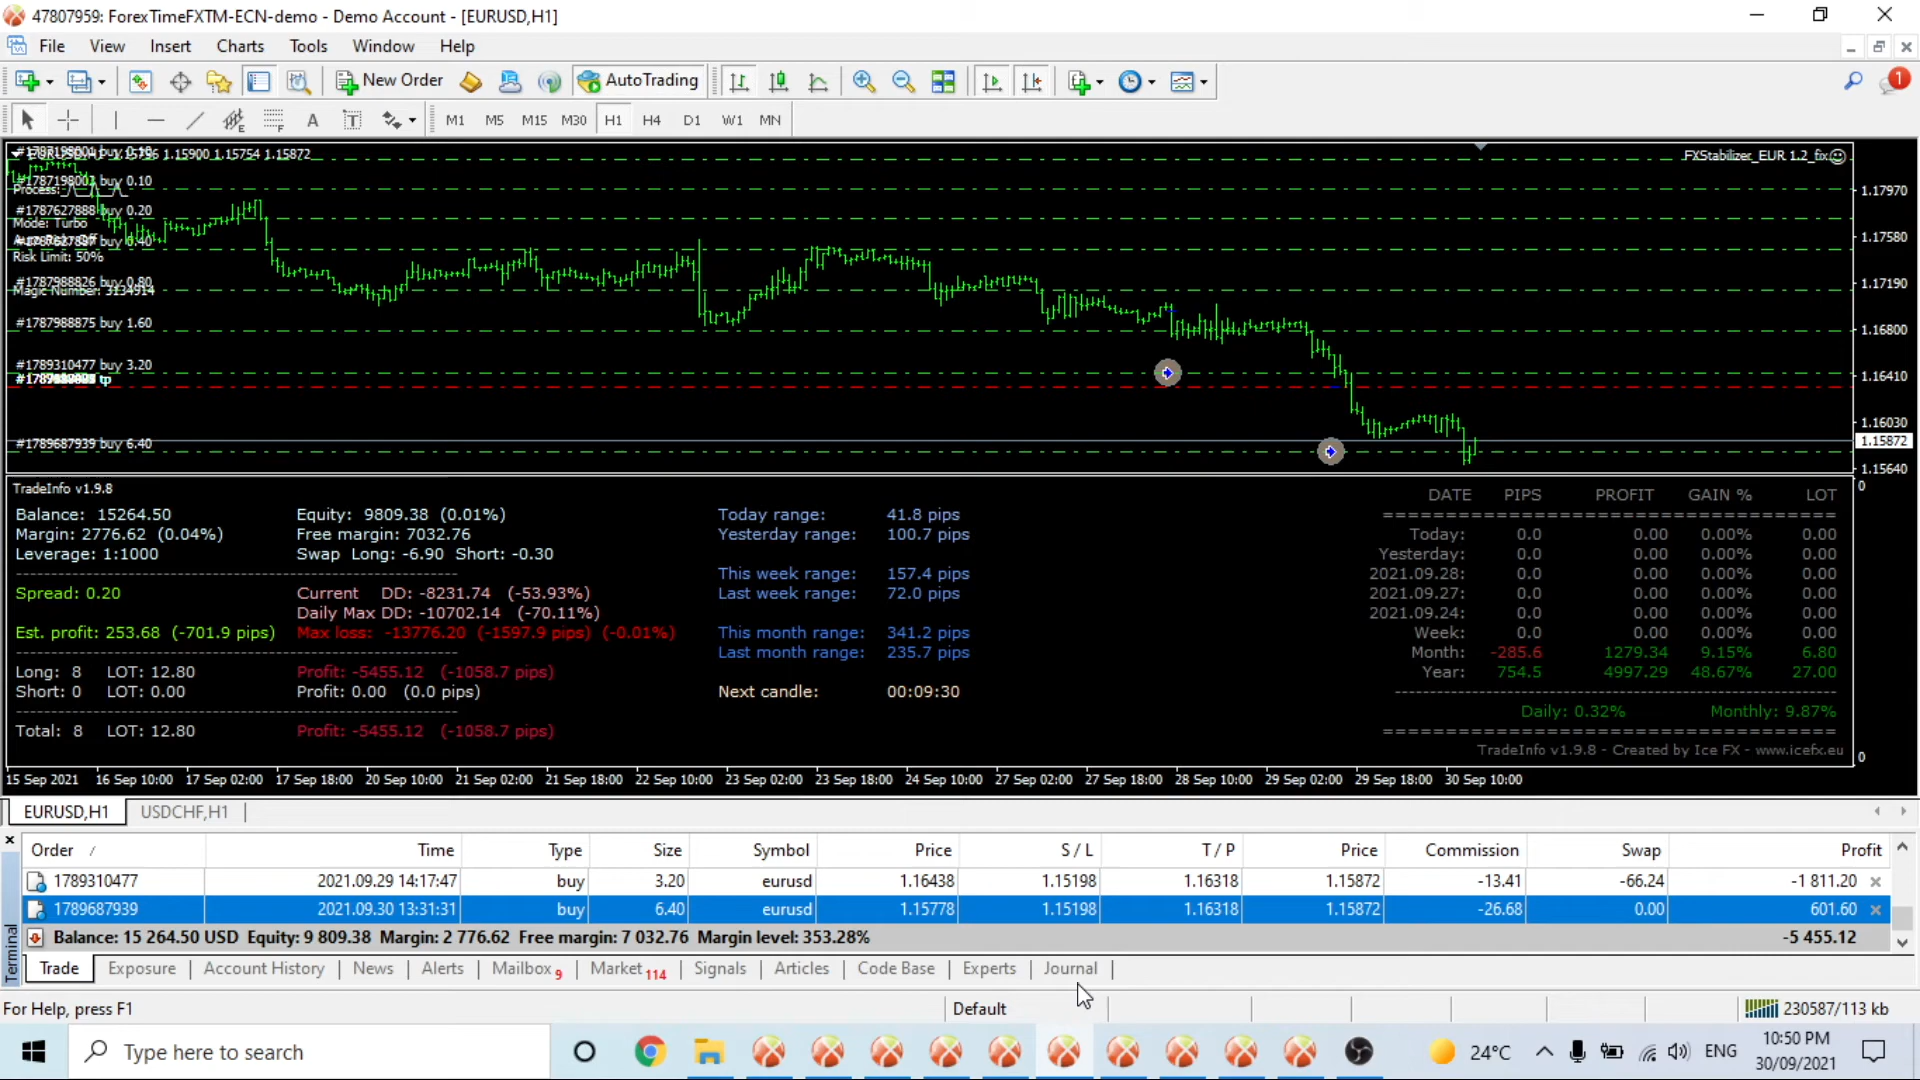 47807959: ForexTimeFXTM-ECN-demo - Demo Account - [EURUSD,H1]
File View Insert Charts Tools Window Help
New Order AutoTrading 1
A T M1 M5 M15 M30 H1 H4 D1 W1 MN
1.15900 1.15754 1.15872 FXStabilizer_EUR 1.2_fix
#1787198003 buy 0.10
Process:
#1787627888 buy 0.20
Mode: Turbo
buy 0.40
Risk Limit: 50%
#1787988826 buy 0.80
Magic Number: 3134914
#1787988875 buy 1.60
#1789310477 buy 3.20
tp
#1789687939 buy 6.40
1.17970
1.17580
1.17190
1.16800
1.16410
1.16030
1.15872
1.15640
TradeInfo v1.9.8
Balance: 15264.50 Equity: 9809.38 (0.01%)
Margin: 2776.62 (0.04%) Free margin: 7032.76
Leverage: 1:1000 Swap Long: -6.90 Short: -0.30
Spread: 0.20 Current DD: -8231.74 (-53.93%)
Daily Max DD: -10702.14 (-70.11%)
Est. profit: 253.68 (-701.9 pips) Max loss: -13776.20 (-1597.9 pips) (-0.01%)
Long: 8 LOT: 12.80 Profit: -5455.12 (-1058.7 pips)
Short: 0 LOT: 0.00 Profit: 0.00 (0.0 pips)
Total: 8 LOT: 12.80 Profit: -5455.12 (-1058.7 pips)
Today range: 41.8 pips
Yesterday range: 100.7 pips
This week range: 157.4 pips
Last week range: 72.0 pips
This month range: 341.2 pips
Last month range: 235.7 pips
Next candle: 00:09:30
DATE PIPS PROFIT GAIN % LOT
Today: 0.0 0.00 0.00% 0.00
Yesterday: 0.0 0.00 0.00% 0.00
2021.09.28: 0.0 0.00 0.00% 0.00
2021.09.27: 0.0 0.00 0.00% 0.00
2021.09.24: 0.0 0.00 0.00% 0.00
Week: 0.0 0.00 0.00% 0.00
Month: -285.6 1279.34 9.15% 6.80
Year: 754.5 4997.29 48.67% 27.00
Daily: 0.32% Monthly: 9.87%
TradeInfo v1.9.8 - Created by Ice FX - www.icefx.eu
0
0
15 Sep 2021 16 Sep 10:00 17 Sep 02:00 17 Sep 18:00 20 Sep 10:00 21 Sep 02:00 21 Sep 18:00 22 Sep 10:00 23 Sep 02:00 23 Sep 18:00 24 Sep 10:00 27 Sep 02:00 27 Sep 18:00 28 Sep 10:00 29 Sep 02:00 29 Sep 18:00 30 Sep 10:00
EURUSD,H1 USDCHF,H1
Order / Time Type Size Symbol Price S / L T / P Price Commission Swap Profit
1789310477 2021.09.29 14:17:47 buy 3.20 eurusd 1.16438 1.15198 1.16318 1.15872 -13.41 -66.24 -1 811.20
1789687939 2021.09.30 13:31:31 buy 6.40 eurusd 1.15778 1.15198 1.16318 1.15872 -26.68 0.00 601.60
Balance: 15 264.50 USD Equity: 9 809.38 Margin: 2 776.62 Free margin: 7 032.76 Margin level: 353.28% -5 455.12
Terminal
Trade Exposure Account History News Alerts Mailbox 9 Market 114 Signals Articles Code Base Experts Journal
For Help, press F1 Default 230587/113 kb
Type here to search 24°C ENG 10:50 PM
30/09/2021